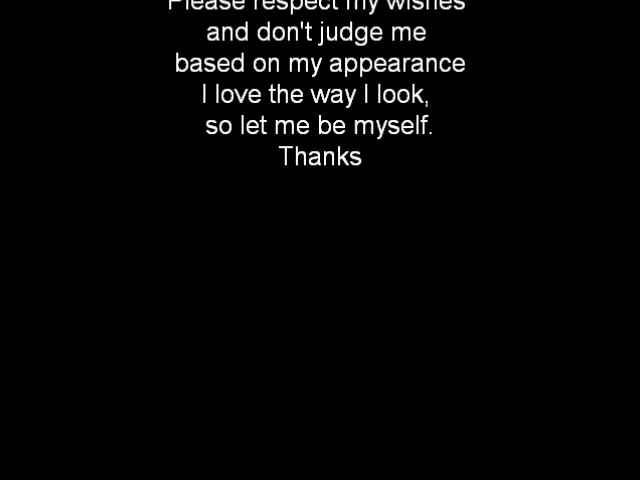 Please respect my wishes
and don't judge me
based on my appearance
I love the way I look,
so let me be myself.
Thanks